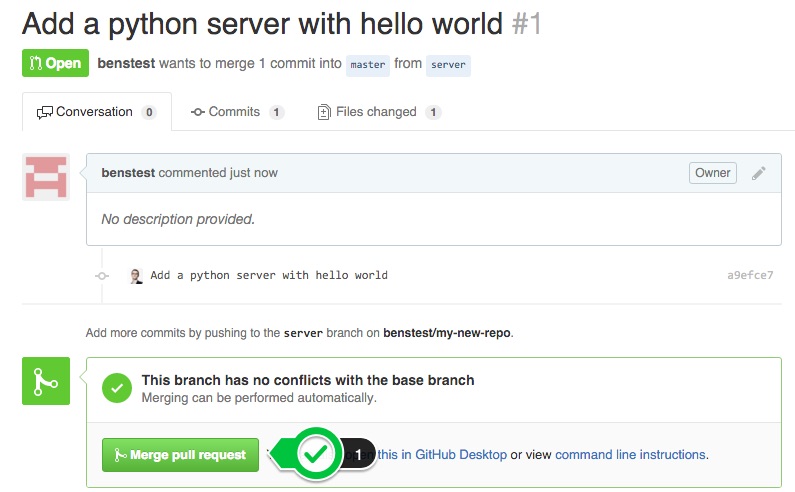 Add a python server with hello world #1
Open benstest wants to merge 1 commit into master from server
Conversation 0 Commits 1 Files changed 1
benstest commented just now Owner
No description provided.
Add a python server with hello world a9efce7
Add more commits by pushing to the server branch on benstest/my-new-repo.
This branch has no conflicts with the base branch
Merging can be performed automatically.
Merge pull request 1 this in GitHub Desktop or view command line instructions.